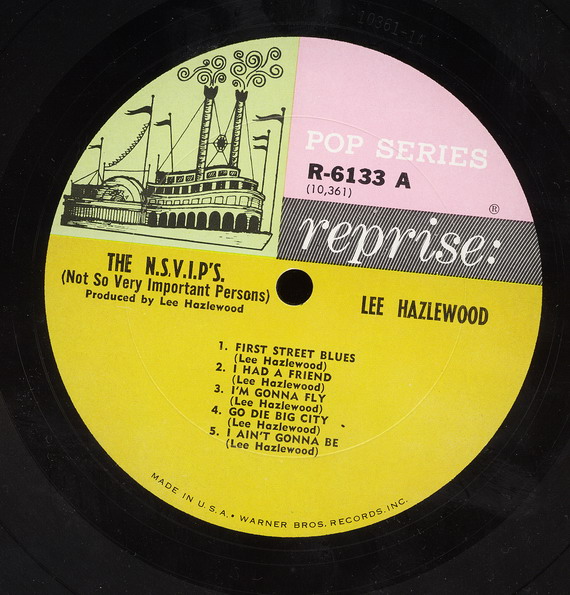 10361-1A
POP SERIES
R-6133 A
(10,361)
®
reprise:
THE N.S.V.I.P'S.
(Not So Very Important Persons)
Produced by Lee Hazlewood
LEE HAZLEWOOD
1. FIRST STREET BLUES
(Lee Hazlewood)
2. I HAD A FRIEND
(Lee Hazlewood)
3. I'M GONNA FLY
(Lee Hazlewood)
4. GO DIE BIG CITY
(Lee Hazlewood)
5. I AIN'T GONNA BE
(Lee Hazlewood)
MADE IN U.S.A. • WARNER BROS. RECORDS, INC.